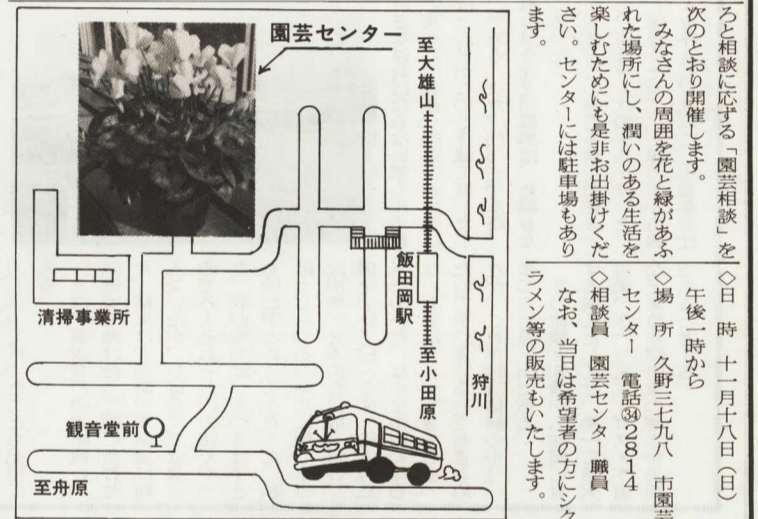 ろと相談に応ずる「園芸相談」を
次のとおり開催します。
みなさんの周囲を花と緑があふ
れた場所にし、潤いのある生活を
楽しむためにも是非お出掛けくだ
さい。センターには駐車場もあり
ます。
◇日　時　十一月十八日（日）
午後一時から
◇場　所　久野三七九八　市園芸
センター　電話㉞2814
◇相談員　園芸センター職員
なお、当日は希望者の方にシク
ラメン等の販売もいたします。
園芸センター
至大雄山
飯田岡駅
至小田原
狩川
清掃事業所
観音堂前
至舟原